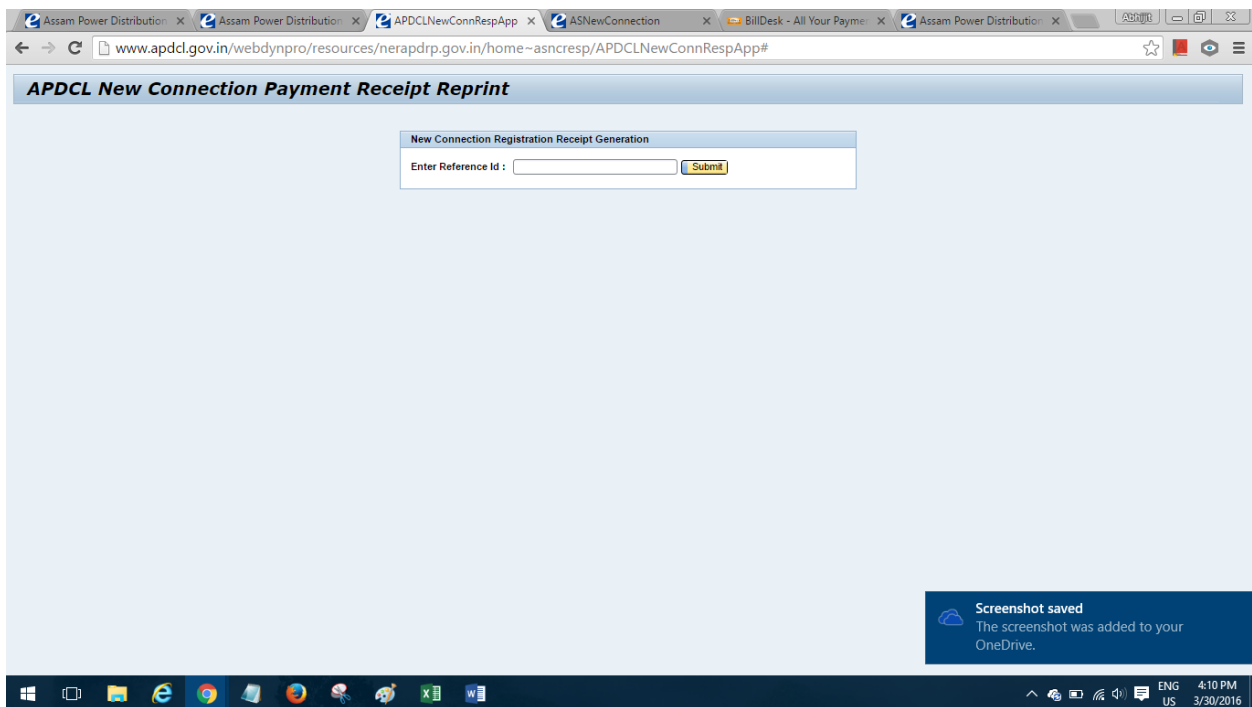 Assam Power Distribution
Assam Power Distribution
APDCLNewConnRespApp
ASNewConnection
BillDesk - All Your Paymen
Assam Power Distribution
Abhijit
www.apdcl.gov.in/webdynpro/resources/nerapdrp.gov.in/home~asncresp/APDCLNewConnRespApp#
APDCL New Connection Payment Receipt Reprint
New Connection Registration Receipt Generation
Enter Reference Id : Submit
Screenshot saved
The screenshot was added to your
OneDrive.
ENG 4:10 PM
US 3/30/2016